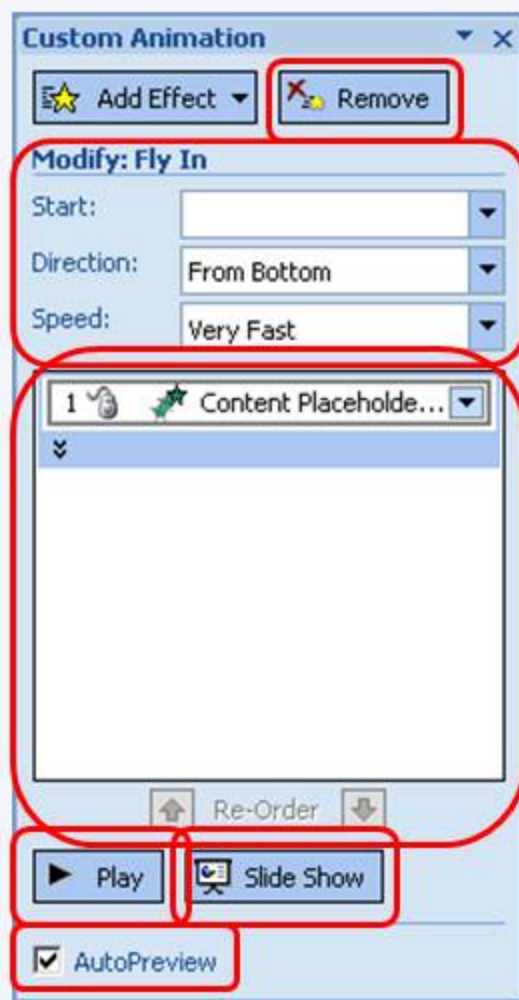 Custom Animation
Add Effect Remove
Modify: Fly In
Start:
Direction: From Bottom
Speed: Very Fast
1 Content Placeholde...
Re-Order
Play Slide Show
AutoPreview